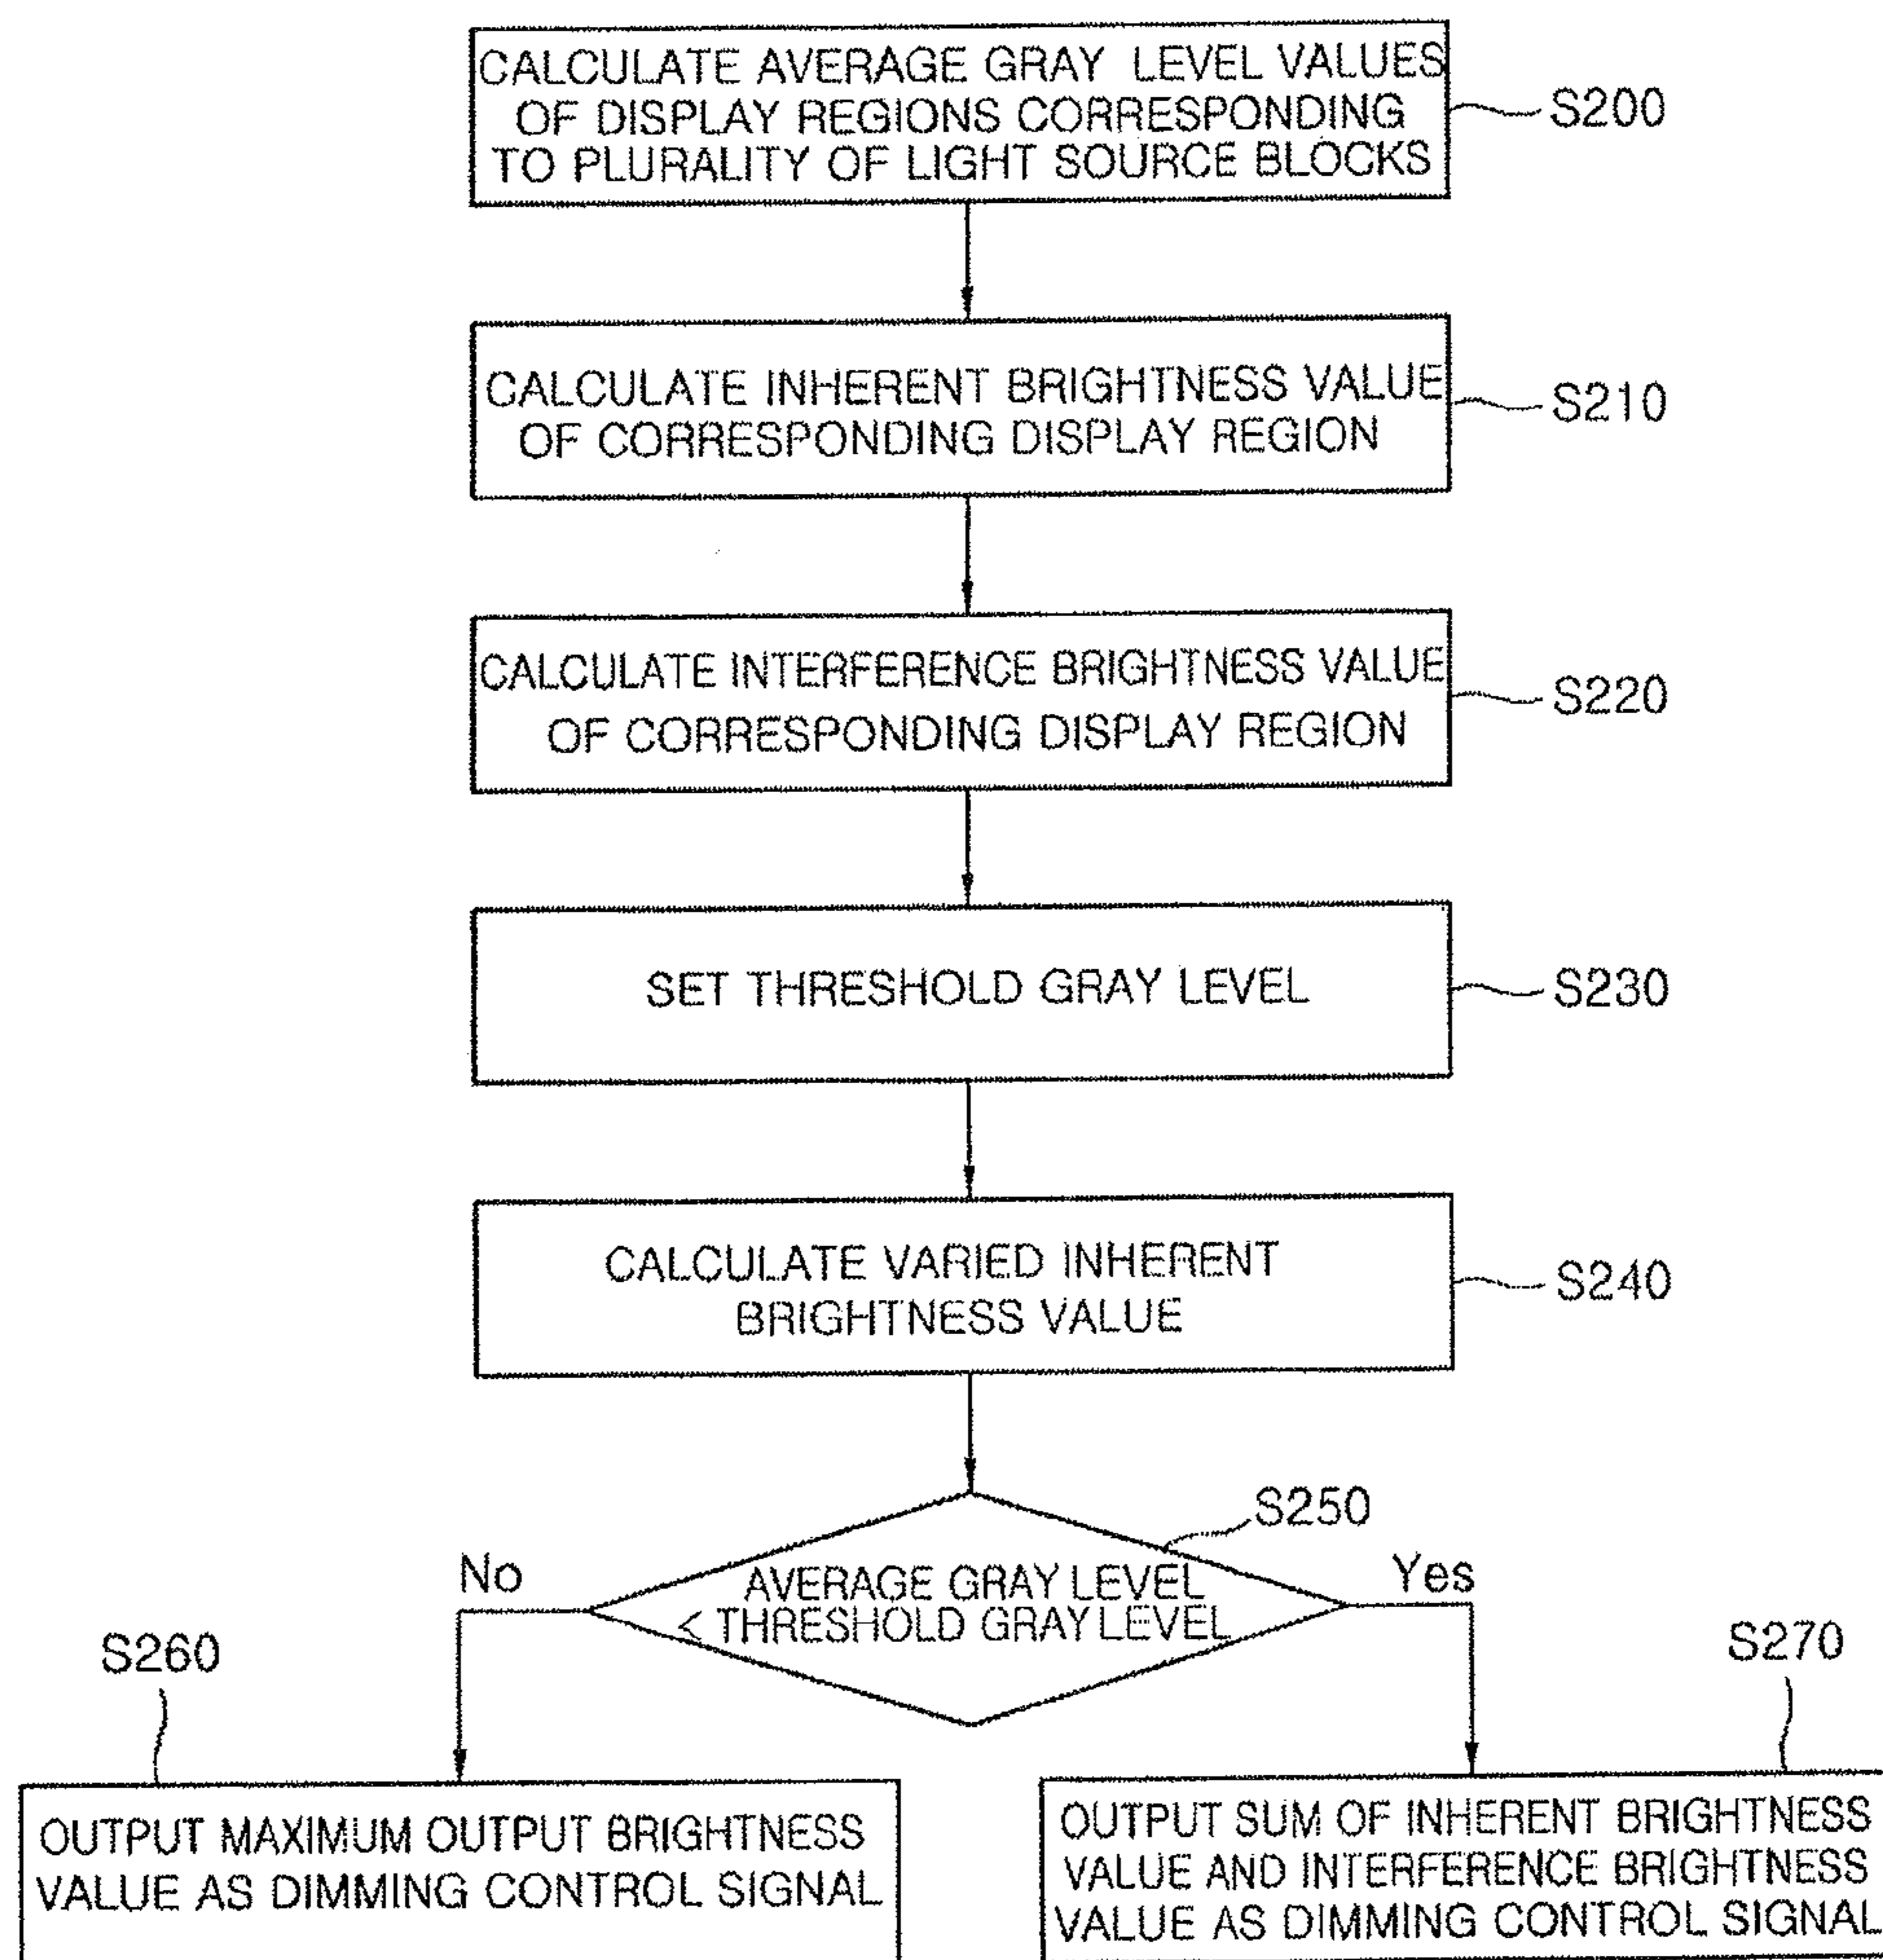 CALCULATE AVERAGE GRAY LEVEL VALUES
OF DISPLAY REGIONS CORRESPONDING
TO PLURALITY OF LIGHT SOURCE BLOCKS
S200
CALCULATE INHERENT BRIGHTNESS VALUE
OF CORRESPONDING DISPLAY REGION
S210
CALCULATE INTERFERENCE BRIGHTNESS VALUE
OF CORRESPONDING DISPLAY REGION
S220
SET THRESHOLD GRAY LEVEL
S230
CALCULATE VARIED INHERENT
BRIGHTNESS VALUE
S240
S250
AVERAGE GRAY LEVEL
< THRESHOLD GRAY LEVEL
No
Yes
S260
OUTPUT MAXIMUM OUTPUT BRIGHTNESS
VALUE AS DIMMING CONTROL SIGNAL
S270
OUTPUT SUM OF INHERENT BRIGHTNESS
VALUE AND INTERFERENCE BRIGHTNESS
VALUE AS DIMMING CONTROL SIGNAL